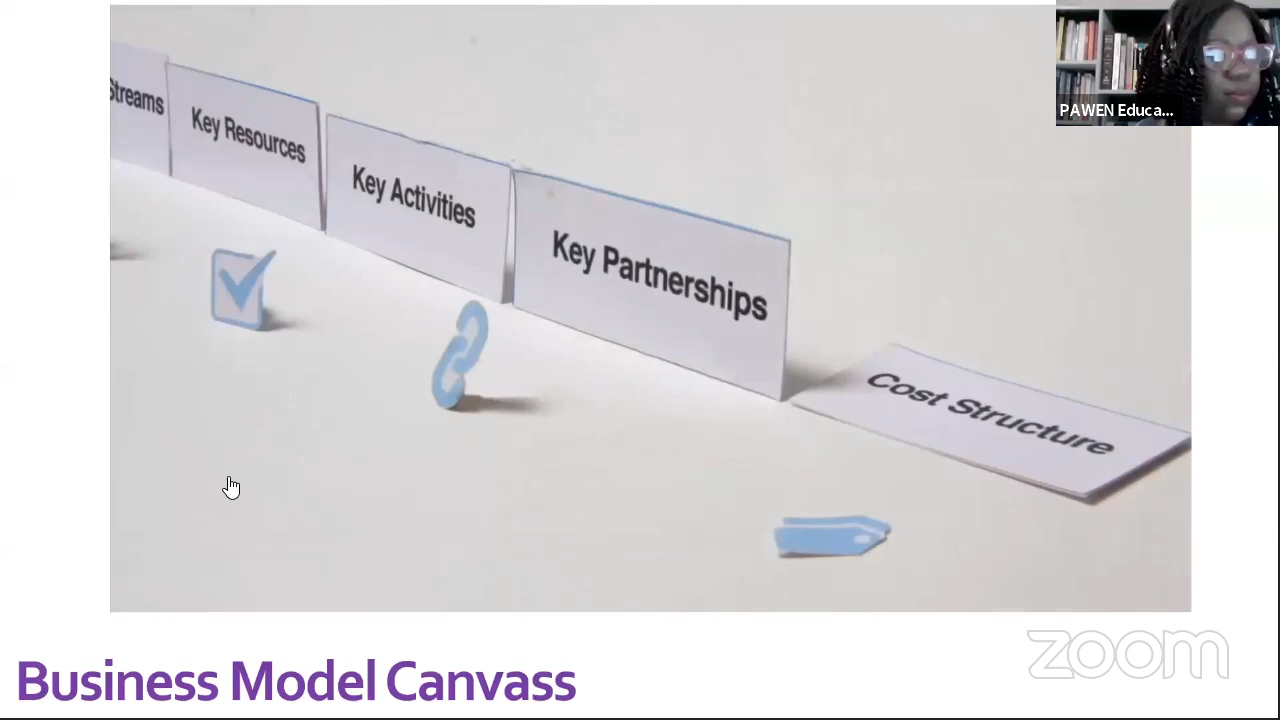 Streams
Key Resources
Key Activities
Key Partnerships
Cost Structure
PAWEN Educa...
zoom
Business Model Canvass